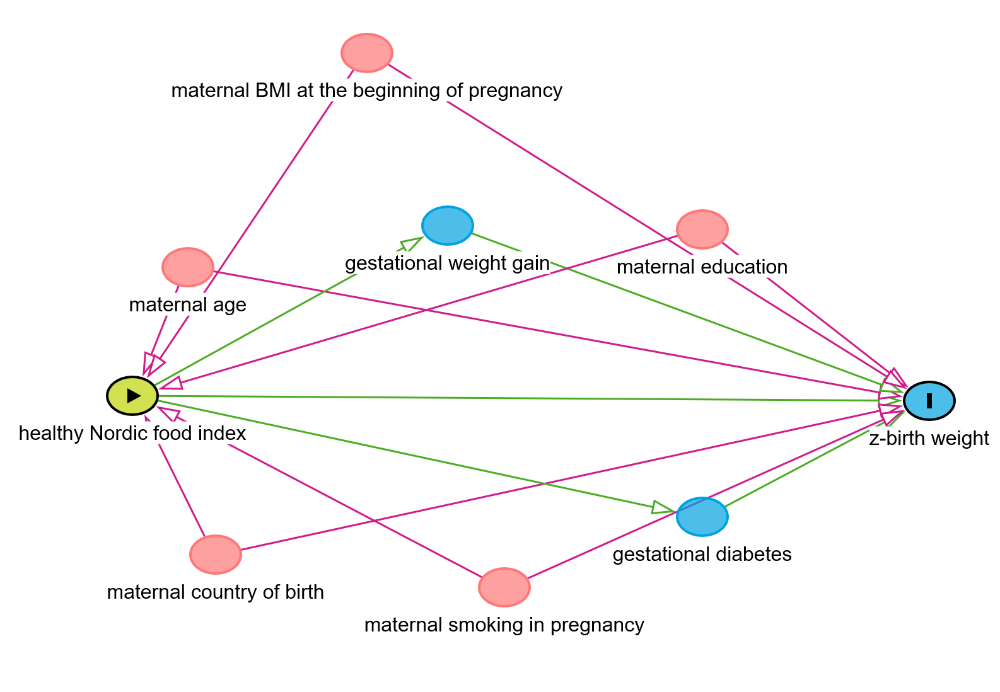 maternal BMI at the beginning of pregnancy
gestational weight gain
maternal education
maternal age
healthy Nordic food index
z-birth weight
gestational diabetes
maternal country of birth
maternal smoking in pregnancy